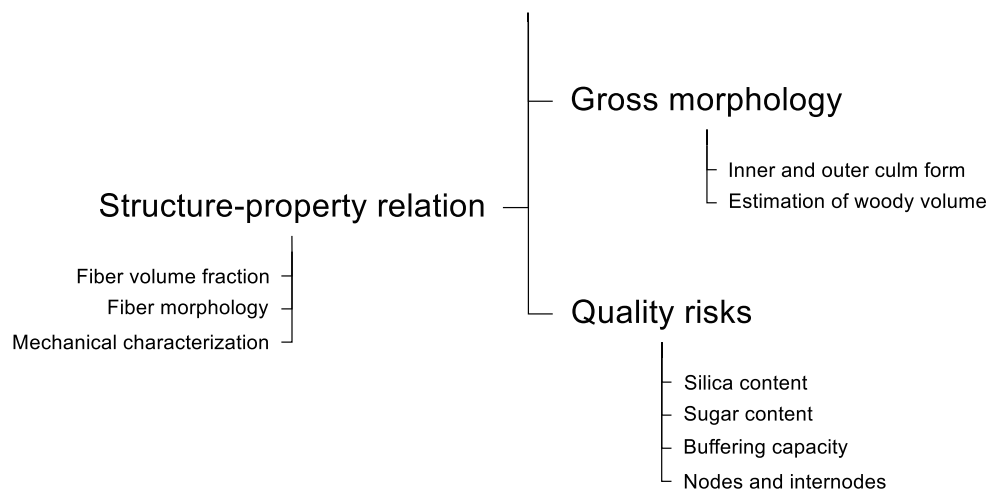 Gross morphology
Inner and outer culm form
Estimation of woody volume
Structure-property relation
Fiber volume fraction
Fiber morphology
Mechanical characterization
Quality risks
Silica content
Sugar content
Buffering capacity
Nodes and internodes